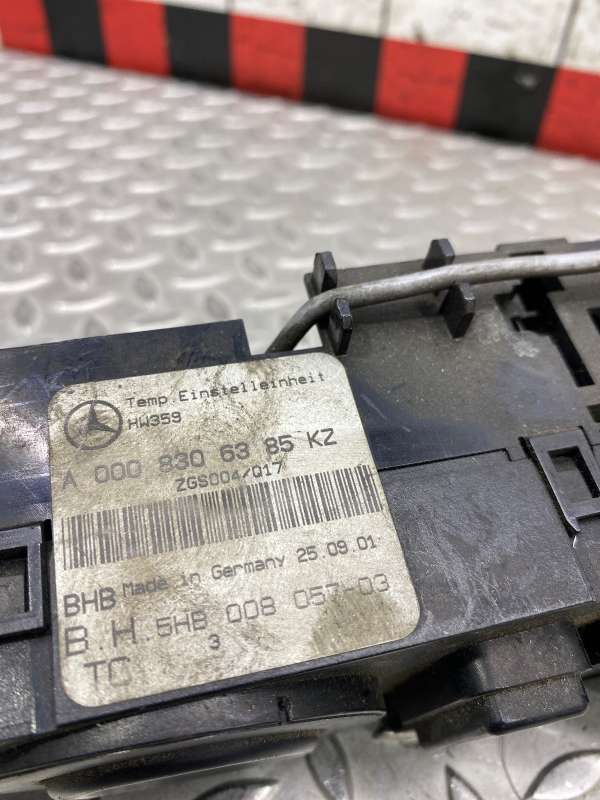 Temp.Einstelleinheit
HW359
A 000 830 63 85 KZ
ZGS004/Q17
BHB Made in Germany 25.09.01
B.H.5HB 008 057-03
TC 3